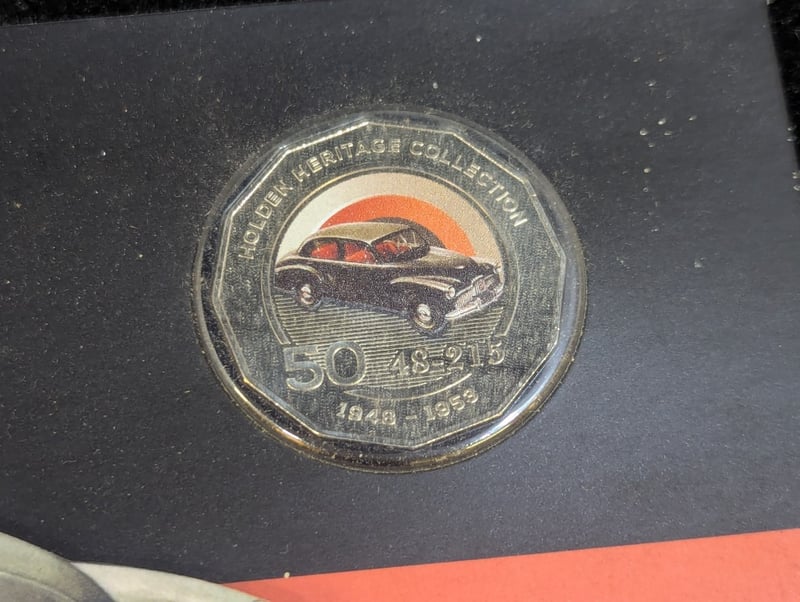 HOLDEN HERITAGE COLLECTION
50 48-215
1948 - 1953